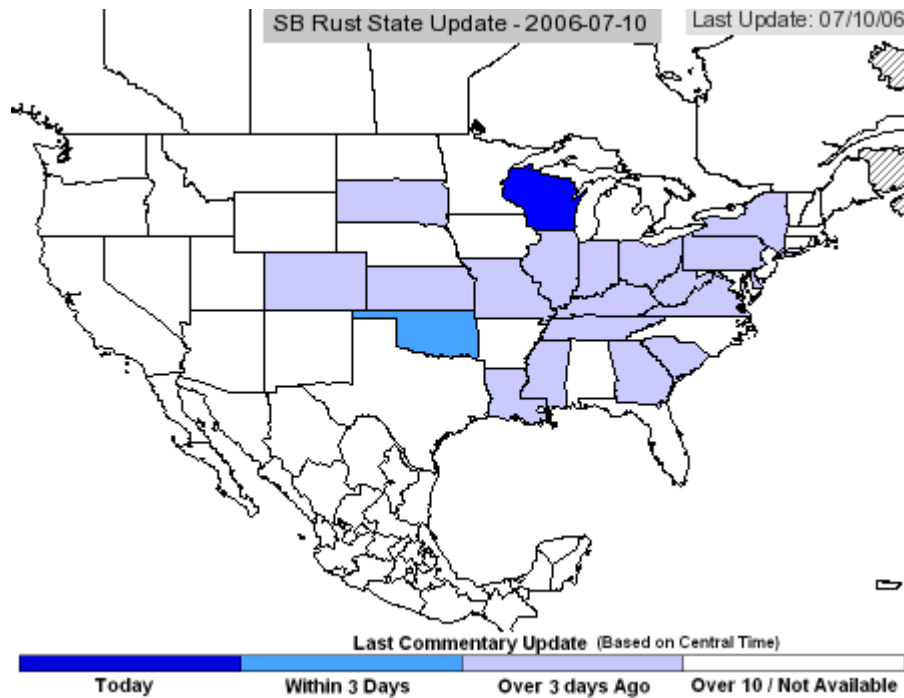 SB Rust State Update - 2006-07-10
Last Update: 07/10/06
Last Commentary Update (Based on Central Time)
Today
Within 3 Days
Over 3 days Ago
Over 10 / Not Available